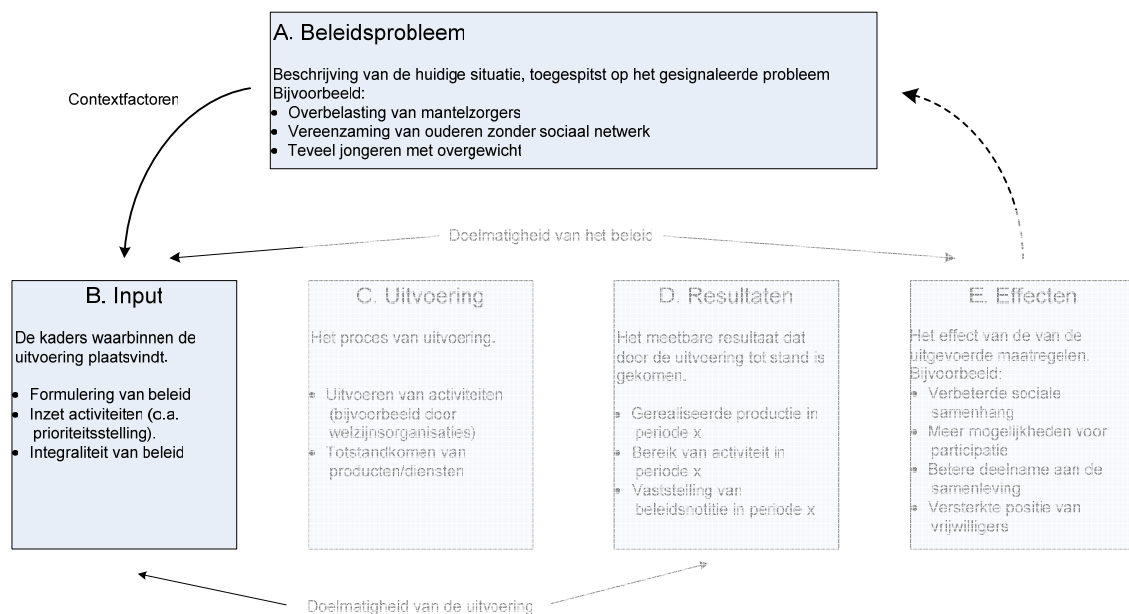 A. Beleidsprobleem
Beschrijving van de huidige situatie, toegespitst op het gesignaleerde probleem
Bijvoorbeeld:
• Overbelasting van mantelzorgers
• Vereenzaming van ouderen zonder sociaal netwerk
• Teveel jongeren met overgewicht
Contextfactoren
Doelmatigheid van het beleid
B. Input
De kaders waarbinnen de
uitvoering plaatsvindt.
• Formulering van beleid
• Inzet activiteiten (o.a.
prioriteitsstelling).
• Integraliteit van beleid
C. Uitvoering
Het proces van uitvoering.
• Uitvoeren van activiteiten
(bijvoorbeeld door
welzijnsorganisaties)
• Totstandkomen van
producten/diensten
D. Resultaten
Het meetbare resultaat dat
door de uitvoering tot stand is
gekomen.
• Gerealiseerde productie in
periode x
• Bereik van activiteit in
periode x
• Vaststelling van
beleidsnotitie in periode x
E. Effecten
Het effect van de van de
uitgevoerde maatregelen.
Bijvoorbeeld:
• Verbeterde sociale
samenhang
• Meer mogelijkheden voor
participatie
• Betere deelname aan de
samenleving
• Versterkte positie van
vrijwilligers
Doelmatigheid van de uitvoering